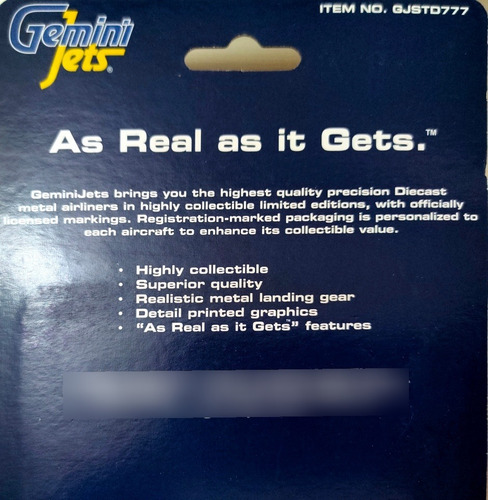 Gemini
Jets®
ITEM NO. GJSTD777
As Real as it Gets.™
GeminiJets brings you the highest quality precision Diecast
metal airliners in highly collectible limited editions, with officially
licensed markings. Registration-marked packaging is personalized to
each aircraft to enhance its collectible value.
• Highly collectible
• Superior quality
• Realistic metal landing gear
• Detail printed graphics
• “As Real as it Gets™” features